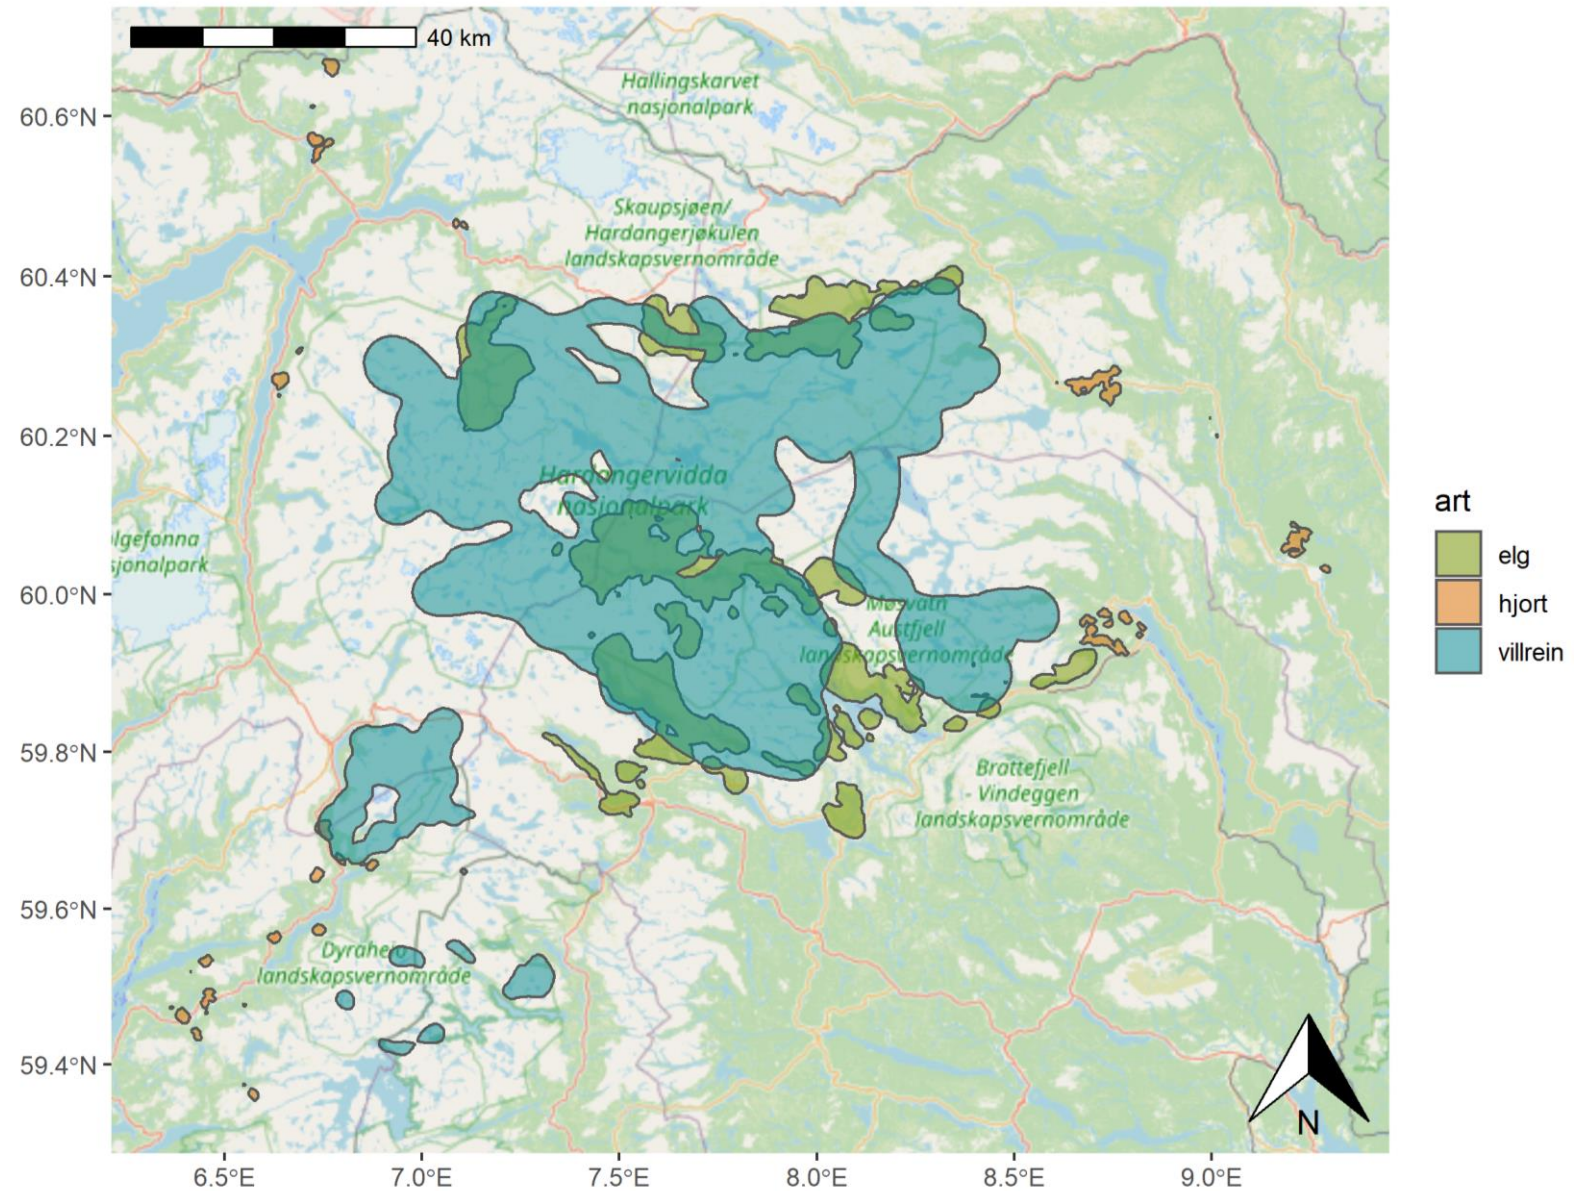 40 km
Hallingskarvet
nasjonalpark
60.6°N
Skaupsjøen/
Hardangerjøkulen
landskapsvernområde
60.4°N
60.2°N
Hardangervidda
nasjonalpark
lgefonna
sjonalpark
60.0°N
Møsvatn
Austfjell
landskapsvernområde
59.8°N
Brattefjell
- Vindeggen
landskapsvernområde
59.6°N
Dyraheio
landskapsvernområde
59.4°N
N
6.5°E
7.0°E
7.5°E
8.0°E
8.5°E
9.0°E
art
elg
hjort
villrein